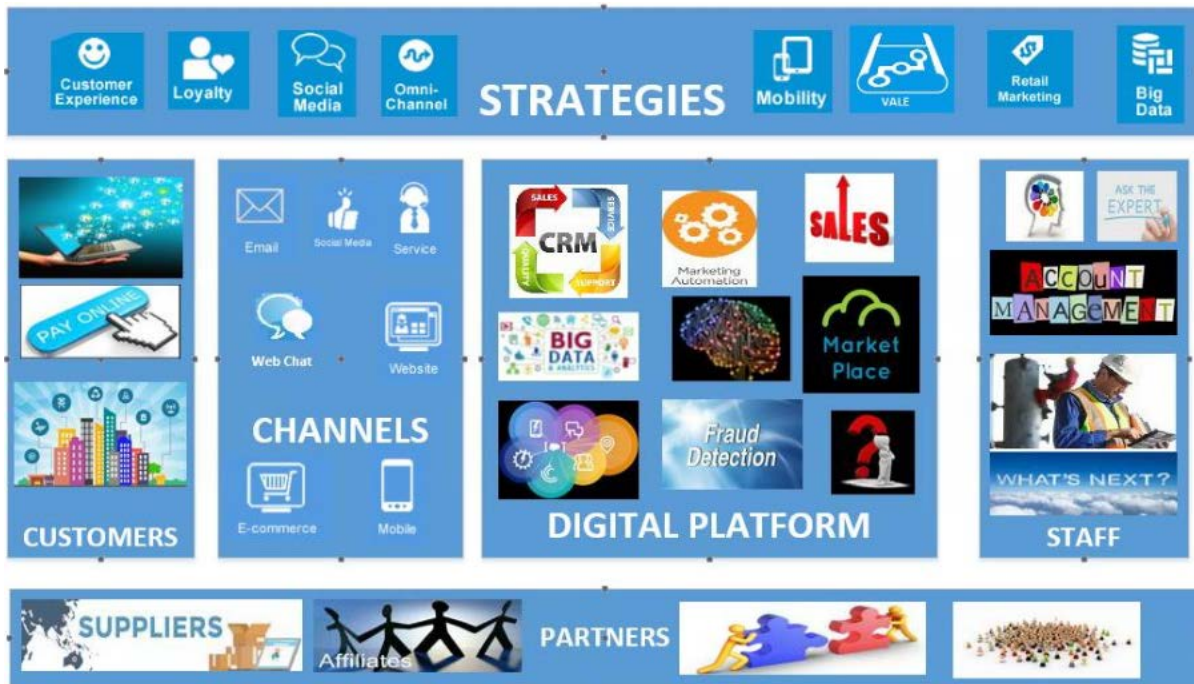 Customer
Experience
Loyalty
Social
Media
Omni-
Channel
STRATEGIES
Mobility
VALE
Retail
Marketing
Big
Data
PAY ONLINE
CUSTOMERS
Email
Social Media
Service
Web Chat
Website
CHANNELS
E-commerce
Mobile
SALES
SERVICE
CRM
QUALITY
SUPPORT
Marketing
Automation
SALES
BIG
DATA
& ANALYTICS
Market
Place
Fraud
Detection
?
DIGITAL PLATFORM
ASK THE
EXPERT
ACCOuNT
MANAGeMENT
WHAT'S NEXT?
STAFF
SUPPLIERS
Affiliates
PARTNERS